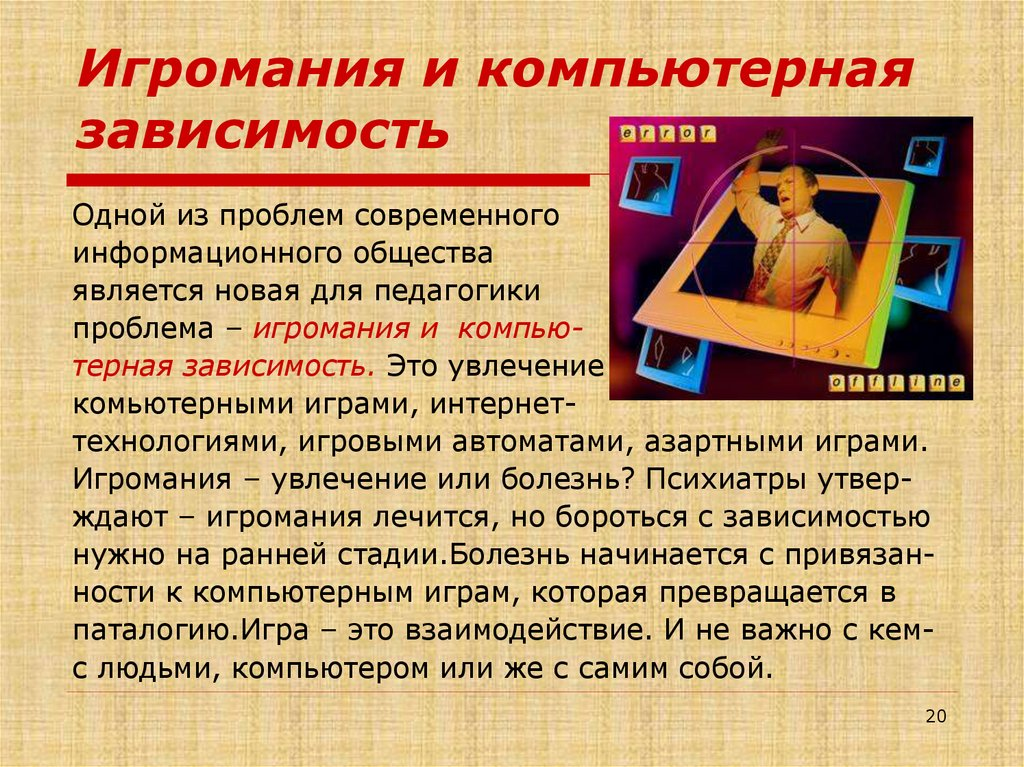 Игромания и компьютерная
зависимость
error
Одной из проблем современного
информационного общества
является новая для педагогики
проблема – игромания и компью-
терная зависимость. Это увлечение
комьютерными играми, интернет-
offline
технологиями, игровыми автоматами, азартными играми.
Игромания – увлечение или болезнь? Психиатры утвер-
ждают – игромания лечится, но бороться с зависимостью
нужно на ранней стадии.Болезнь начинается с привязан-
ности к компьютерным играм, которая превращается в
паталогию.Игра – это взаимодействие. И не важно с кем-
с людьми, компьютером или же с самим собой.
20